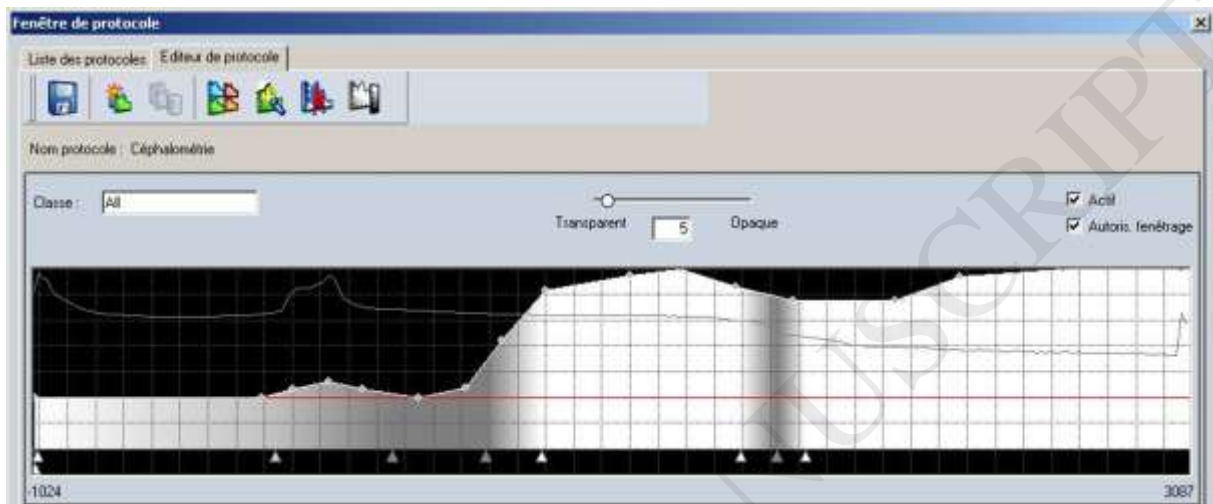 Fenêtre de protocole
Liste des protocoles Editeur de protocole
Nom protocole : Céphalométrie
Classe : All
Transparent 5 Opaque
Actif
Autoris. fenêtrage
-1024 3087
NUSCRIPT